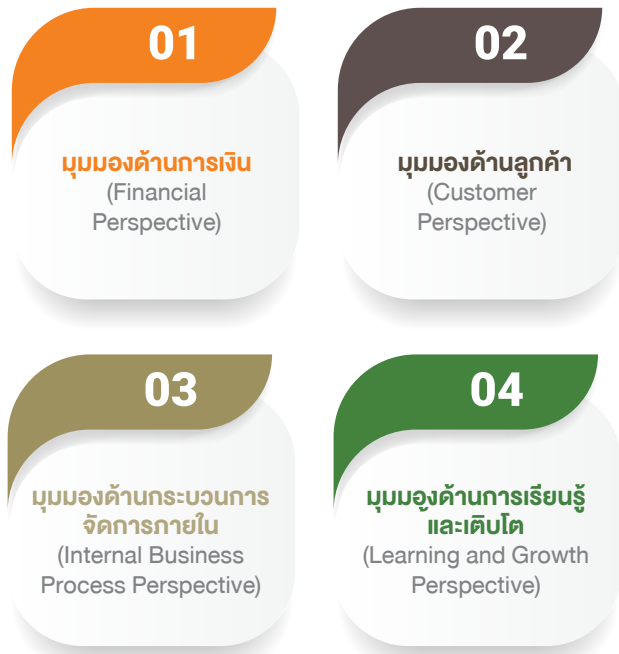 01
มุมมองด้านการเงิน
(Financial
Perspective)
02
มุมมองด้านลูกค้า
(Customer
Perspective)
03
มุมมองด้านกระบวนการ
จัดการภายใน
(Internal Business
Process Perspective)
04
มุมมองด้านการเรียนรู้
และเติบโต
(Learning and Growth
Perspective)